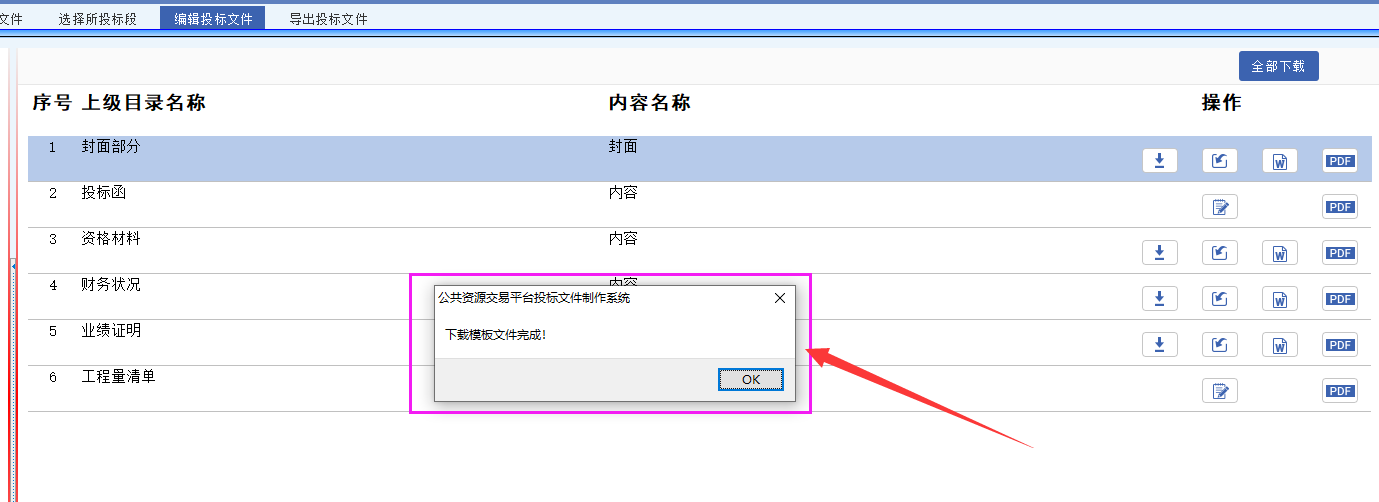 文件 选择所投标段 编辑投标文件 导出投标文件
全部下载
序号 上级目录名称 内容名称 操作
1 封面部分 封面 W PDF
2 投标函 内容 PDF
3 资格材料 内容 W PDF
4 财务状况 内容 W PDF
公共资源交易平台投标文件制作系统
5 业绩证明 W PDF
下载模板文件完成!
6 工程量清单 PDF
OK